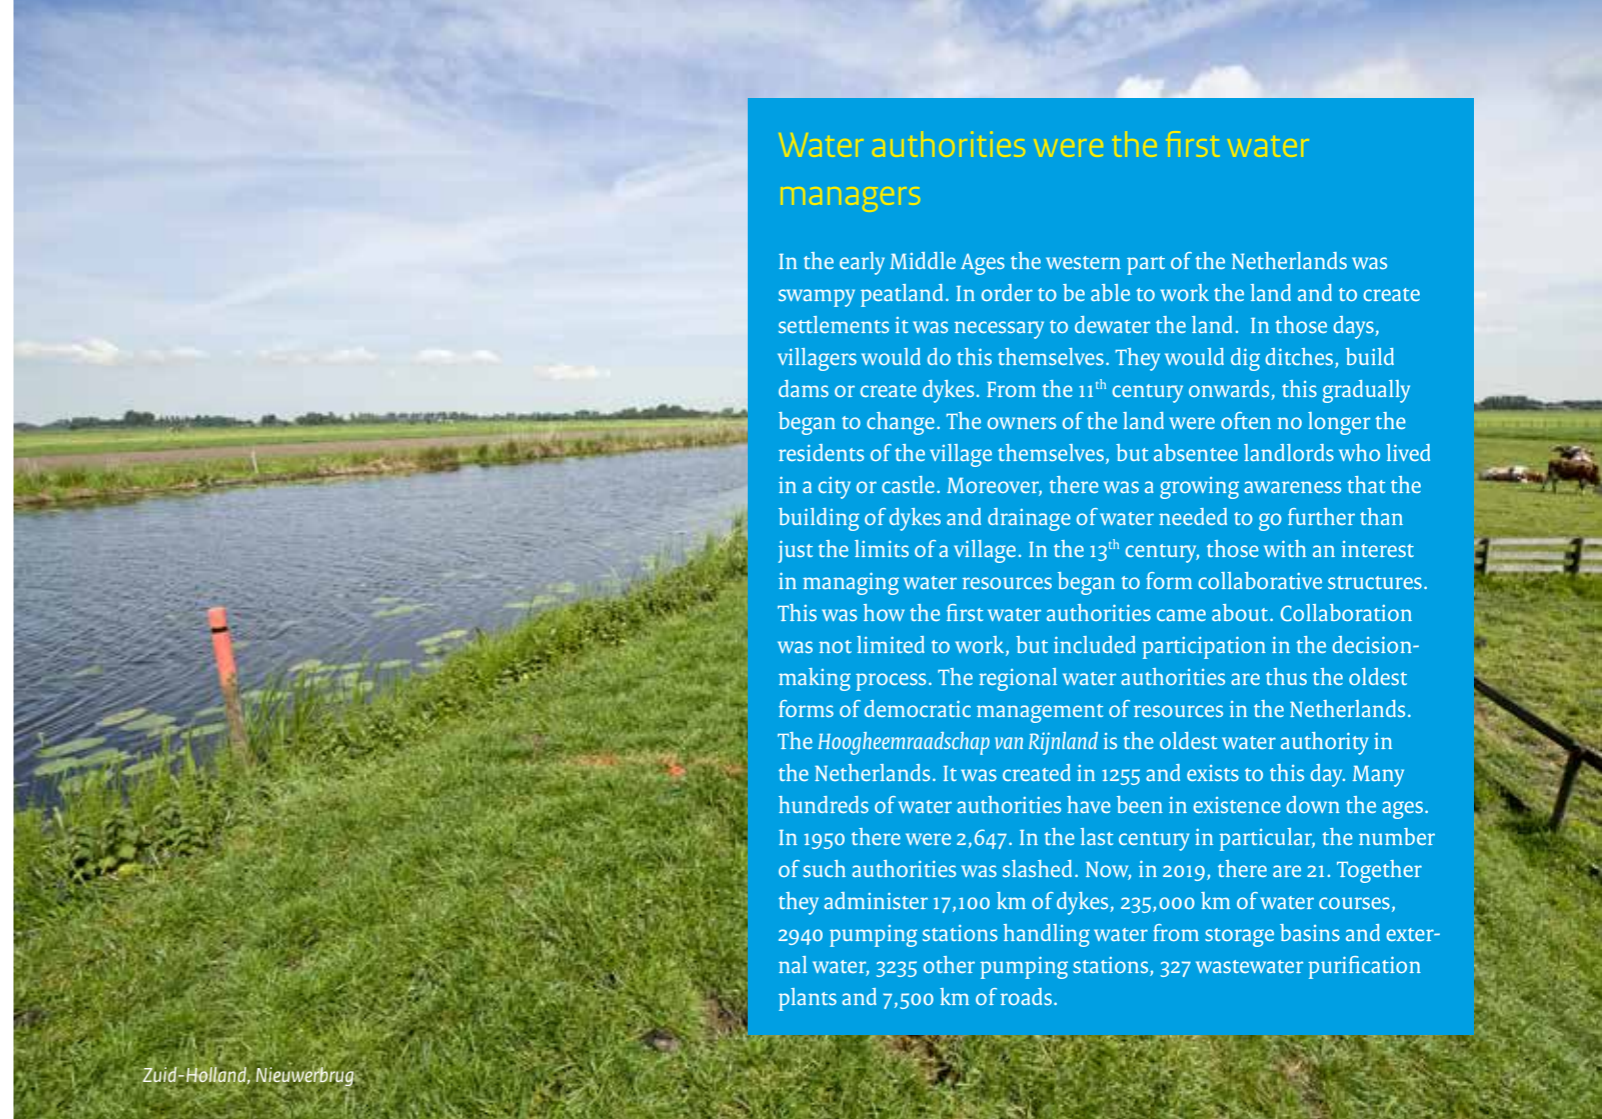 Water authorities were the first water
managers
In the early Middle Ages the western part of the Netherlands was
swampy peatland. In order to be able to work the land and to create
settlements it was necessary to dewater the land.  In those days,
villagers would do this themselves. They would dig ditches, build
dams or create dykes. From the 11th century onwards, this gradually
began to change. The owners of the land were often no longer the
residents of the village themselves, but absentee landlords who lived
in a city or castle. Moreover, there was a growing awareness that the
building of dykes and drainage of water needed to go further than
just the limits of a village. In the 13th century, those with an interest
in managing water resources began to form collaborative structures.
This was how the first water authorities came about. Collaboration
was not limited to work, but included participation in the decision-
making process. The regional water authorities are thus the oldest
forms of democratic management of resources in the Netherlands.
The Hoogheemraadschap van Rijnland is the oldest water authority in
the Netherlands. It was created in 1255 and exists to this day. Many
hundreds of water authorities have been in existence down the ages.
In 1950 there were 2,647. In the last century in particular, the number
of such authorities was slashed. Now, in 2019, there are 21. Together
they administer 17,100 km of dykes, 235,000 km of water courses,
2940 pumping stations handling water from storage basins and exter-
nal water, 3235 other pumping stations, 327 wastewater purification
plants and 7,500 km of roads.
Zuid-Holland, Nieuwerbrug